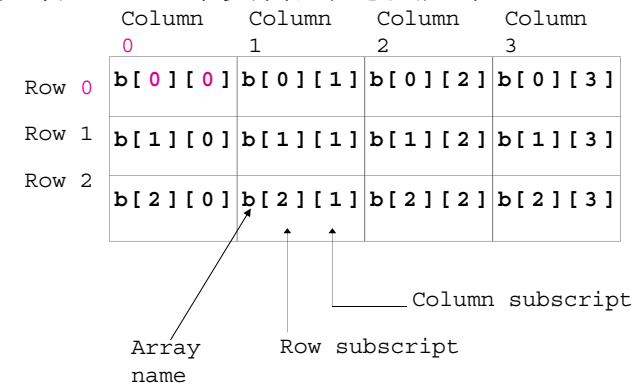 Column Column Column Column
0 1 2 3
Row 0 b[0][0] b[0][1] b[0][2] b[0][3]
Row 1 b[1][0] b[1][1] b[1][2] b[1][3]
Row 2 b[2][0] b[2][1] b[2][2] b[2][3]
Column subscript
Array Row subscript
name